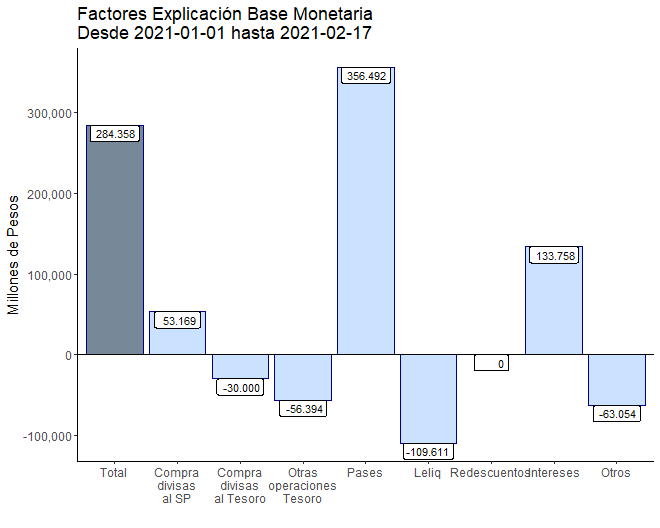 Factores Explicación Base Monetaria
Desde 2021-01-01 hasta 2021-02-17
Millones de Pesos
300,000
200,000
100,000
0
-100,000
284.358
53.169
-30.000
-56.394
356.492
-109.611
0
133.758
-63.054
Total
Compra
divisas
al SP
Compra
divisas
al Tesoro
Otras
operaciones
Tesoro
Pases
Leliq
Redescuentos
Intereses
Otros